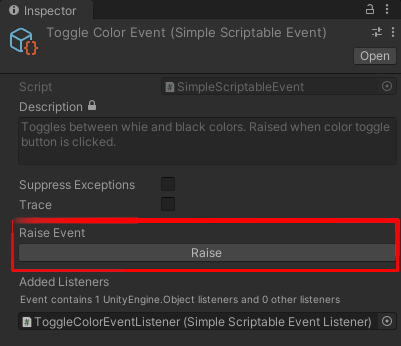 Inspector
Toggle Color Event (Simple Scriptable Event)
Open
Script
SimpleScriptableEvent
Description
Toggles between whie and black colors. Raised when color toggle
button is clicked.
Suppress Exceptions
Trace
Raise Event
Raise
Added Listeners
Event contains 1 UnityEngine.Object listeners and 0 other listeners
ToggleColorEventListener (Simple Scriptable Event Listener)